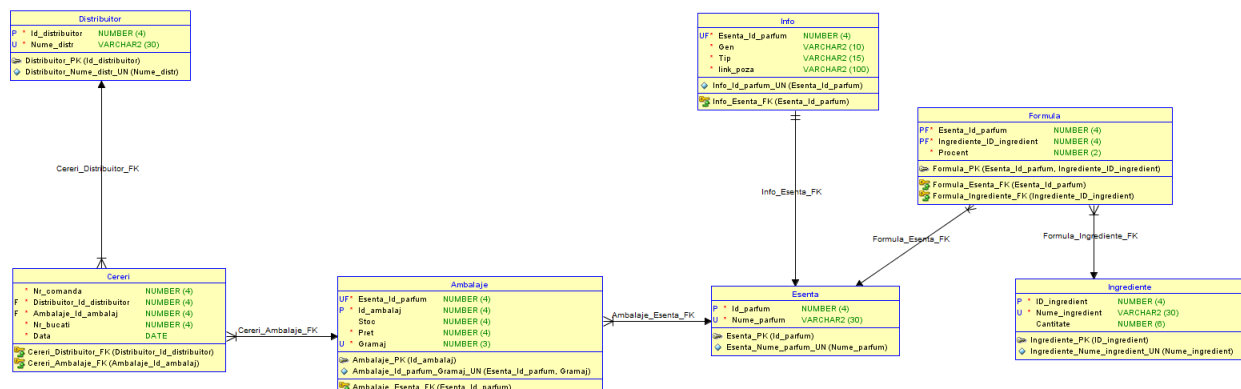 Distribuitor
P * Id_distribuitor NUMBER (4)
U * Nume_distr VARCHAR2 (30)
Distribuitor_PK (Id_distribuitor)
Distribuitor_Nume_distr_UN (Nume_distr)
Info
UF* Esenta_Id_parfum NUMBER (4)
* Gen VARCHAR2 (10)
* Tip VARCHAR2 (15)
* link_poza VARCHAR2 (100)
Info_Id_parfum_UN (Esenta_Id_parfum)
Info_Esenta_FK (Esenta_Id_parfum)
Formula
PF* Esenta_Id_parfum NUMBER (4)
PF* Ingrediente_ID_ingredient NUMBER (4)
* Procent NUMBER (2)
Formula_PK (Esenta_Id_parfum, Ingrediente_ID_ingredient)
Formula_Esenta_FK (Esenta_Id_parfum)
Formula_Ingrediente_FK (Ingrediente_ID_ingredient)
Cereri_Distribuitor_FK
Info_Esenta_FK
Formula_Esenta_FK
Formula_Ingrediente_FK
Cereri
* Nr_comanda NUMBER (4)
F * Distribuitor_Id_distribuitor NUMBER (4)
F * Ambalaje_Id_ambalaj NUMBER (4)
* Nr_bucati NUMBER (4)
* Data DATE
Cereri_Distribuitor_FK (Distribuitor_Id_distribuitor)
Cereri_Ambalaje_FK (Ambalaje_Id_ambalaj)
Cereri_Ambalaje_FK
Ambalaje
UF* Esenta_Id_parfum NUMBER (4)
P * Id_ambalaj NUMBER (4)
Stoc NUMBER (4)
* Pret NUMBER (4)
U * Gramaj NUMBER (3)
Ambalaje_PK (Id_ambalaj)
Ambalaje_Id_parfum_Gramaj_UN (Esenta_Id_parfum, Gramaj)
Ambalaje_Esenta_FK (Esenta_Id_parfum)
Ambalaje_Esenta_FK
Esenta
P * Id_parfum NUMBER (4)
U * Nume_parfum VARCHAR2 (30)
Esenta_PK (Id_parfum)
Esenta_Nume_parfum_UN (Nume_parfum)
Ingrediente
P * ID_ingredient NUMBER (4)
U * Nume_ingredient VARCHAR2 (30)
Cantitate NUMBER (6)
Ingrediente_PK (ID_ingredient)
Ingrediente_Nume_ingredient_UN (Nume_ingredient)